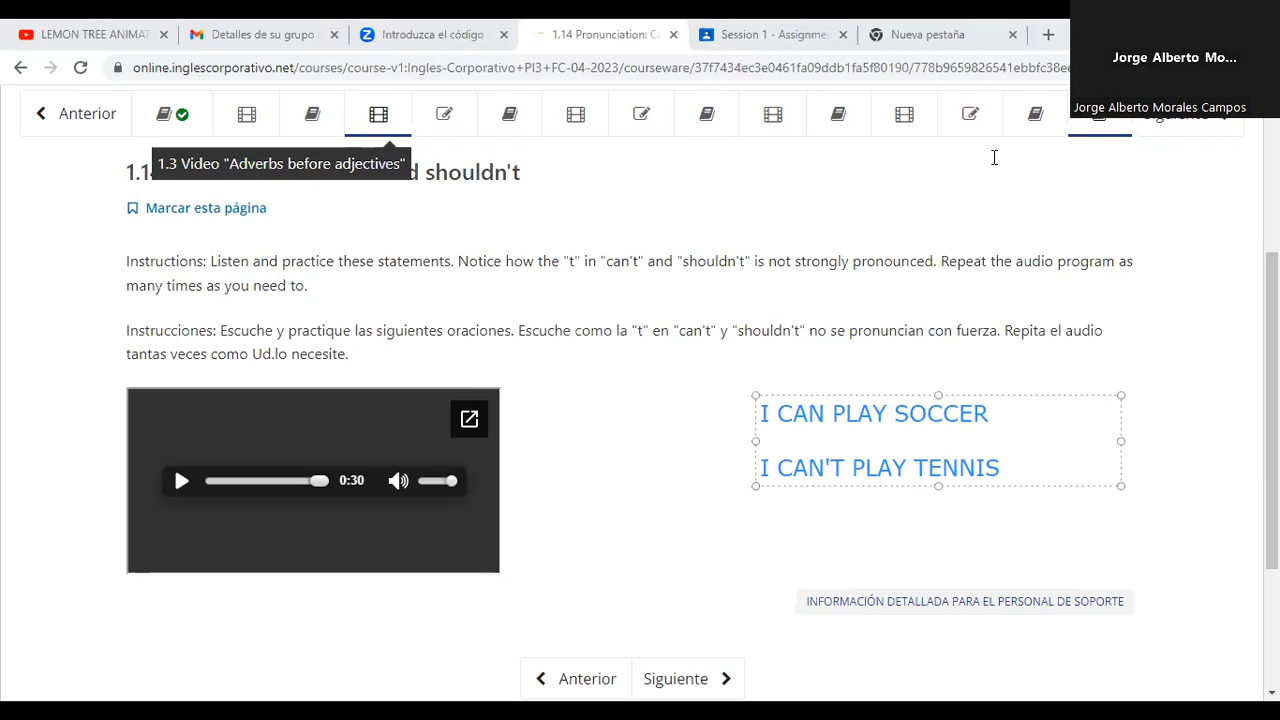 LEMON TREE ANIMAT
Detalles de su grupo
Introduzca el código
1.14 Pronunciation: Ca
Session 1 - Assignme
Nueva pestaña
Jorge Alberto Mo...
online.inglescorporativo.net/courses/course-v1:Ingles-Corporativo+PI3+FC-04-2023/courseware/37f7434ec3e0461fa09ddb1fa5f80190/778b9659826541ebbfc38ee
Jorge Alberto Morales Campos
Anterior
1.3 Video "Adverbs before adjectives"
1.1 d shouldn't
Marcar esta página
Instructions: Listen and practice these statements. Notice how the "t" in "can't" and "shouldn't" is not strongly pronounced. Repeat the audio program as
many times as you need to.
Instrucciones: Escuche y practique las siguientes oraciones. Escuche como la "t" en "can't" y "shouldn't" no se pronuncian con fuerza. Repita el audio
tantas veces como Ud.lo necesite.
I CAN PLAY SOCCER
0:30
I CAN'T PLAY TENNIS
INFORMACIÓN DETALLADA PARA EL PERSONAL DE SOPORTE
Anterior
Siguiente